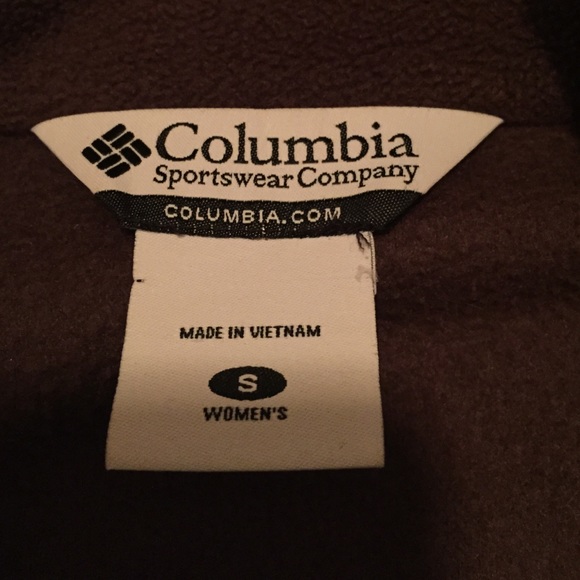 Columbia
Sportswear Company
COLUMBIA.COM
MADE IN VIETNAM
S
WOMEN'S